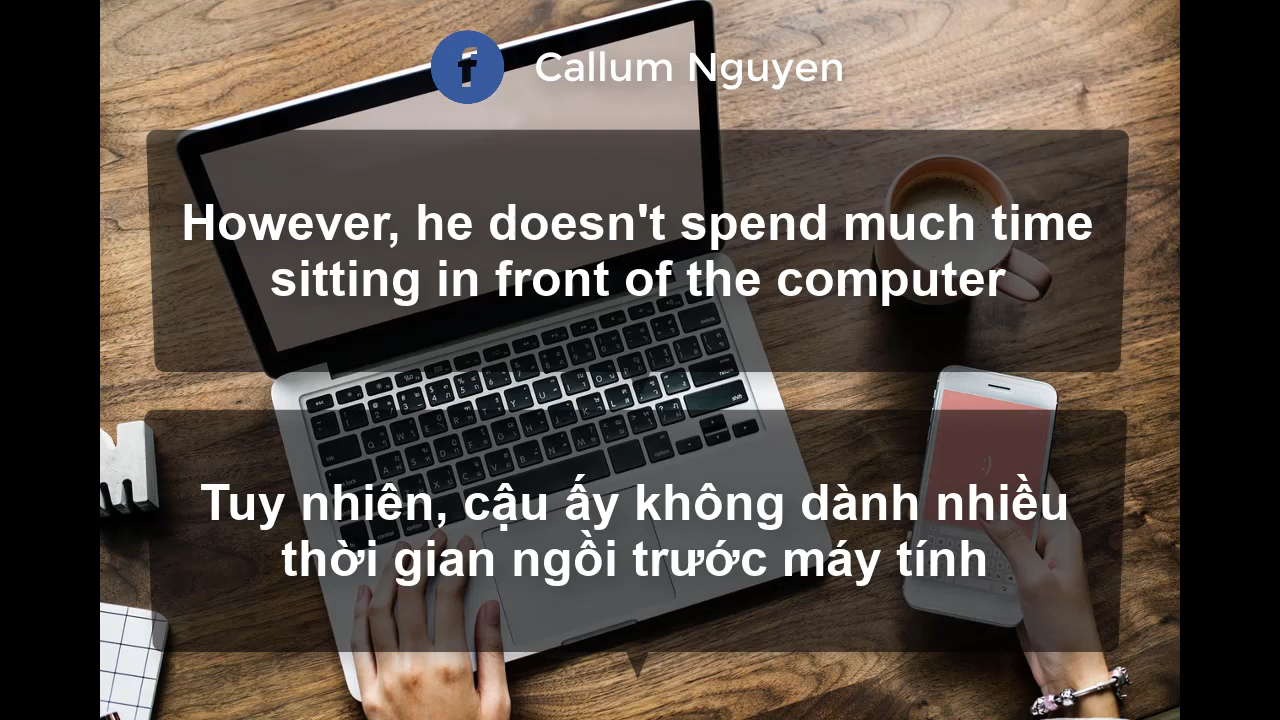 Callum Nguyen
However, he doesn't spend much time
sitting in front of the computer
Tuy nhiên, cậu ấy không dành nhiều
thời gian ngồi trước máy tính